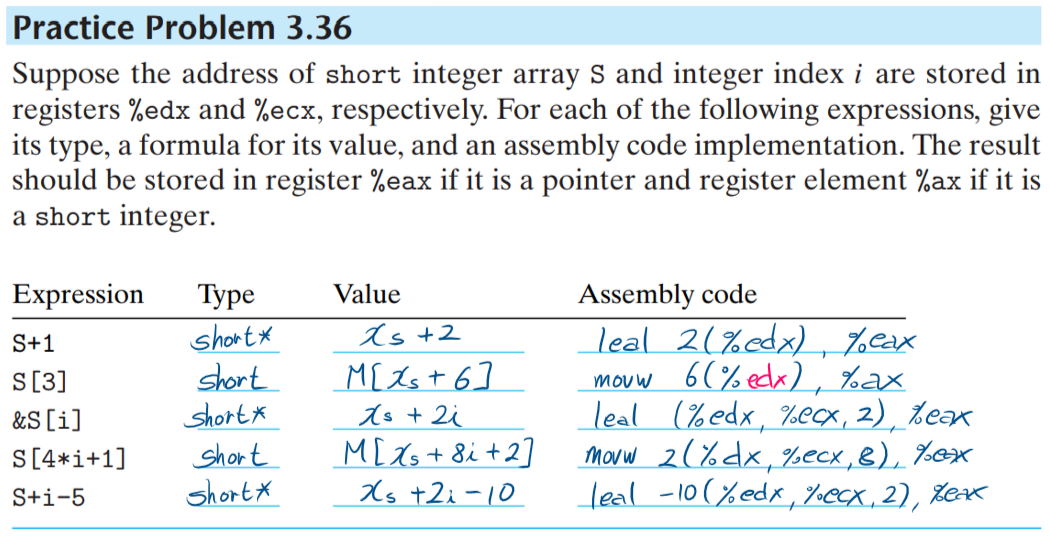 Practice Problem 3.36
Suppose the address of short integer array S and integer index i are stored in
registers %edx and %ecx, respectively. For each of the following expressions, give
its type, a formula for its value, and an assembly code implementation. The result
should be stored in register %eax if it is a pointer and register element %ax if it is
a short integer.
Expression Type Value Assembly code
S+1 short* xs +2 leal 2(%edx), %eax
S[3] short M[xs + 6] movw 6(%edx), %ax
&S[i] short* xs + 2i leal (%edx, %ecx, 2), %eax
S[4*i+1] short M[xs + 8i + 2] movw 2(%dx, %ecx, 8), %eax
S+i-5 short* xs +2i -10 leal -10(%edx, %ecx, 2), %eax